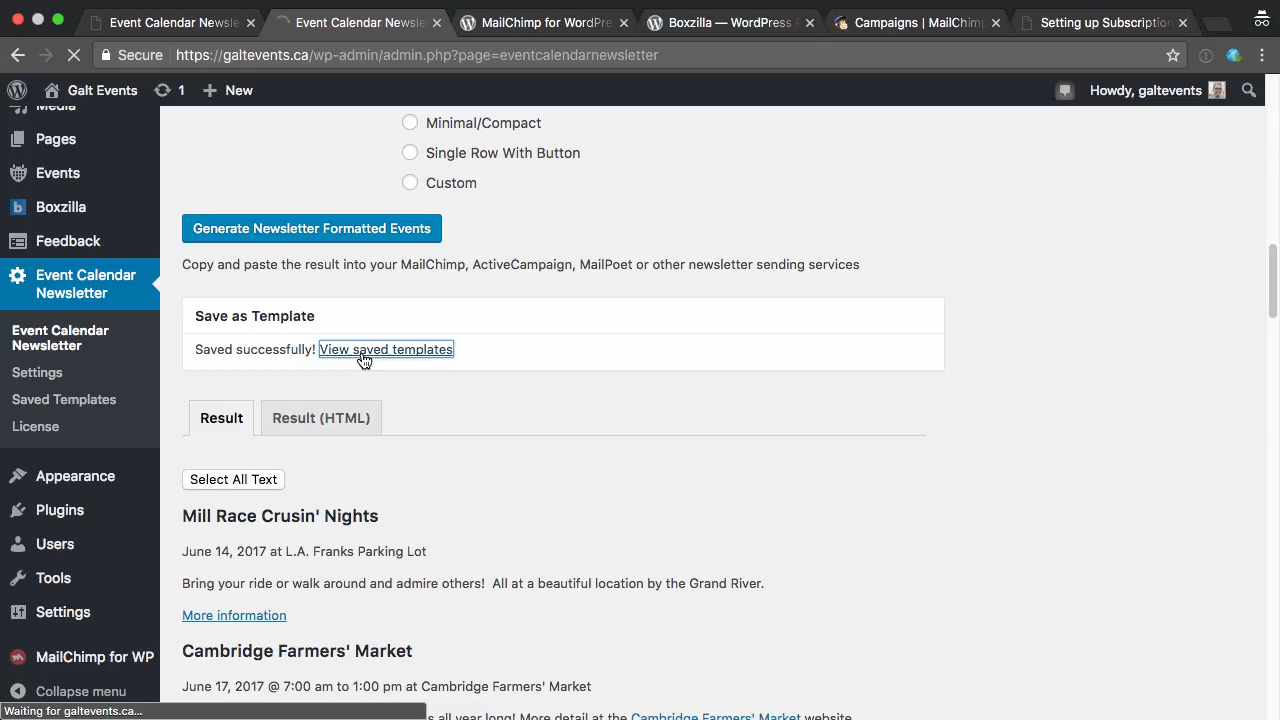 Event Calendar Newsle
Event Calendar Newsle
MailChimp for WordPre
Boxzilla — WordPress P
Campaigns | MailChimp
Setting up Subscription
Secure
https://galtevents.ca/wp-admin/admin.php?page=eventcalendarnewsletter
Galt Events
1
New
Howdy, galtevents
Media
Pages
Events
Boxzilla
Feedback
Event Calendar
Newsletter
Event Calendar
Newsletter
Settings
Saved Templates
License
Appearance
Plugins
Users
Tools
Settings
MailChimp for WP
Collapse menu
Minimal/Compact
Single Row With Button
Custom
Generate Newsletter Formatted Events
Copy and paste the result into your MailChimp, ActiveCampaign, MailPoet or other newsletter sending services
Save as Template
Saved successfully! View saved templates
Result
Result (HTML)
Select All Text
Mill Race Crusin' Nights
June 14, 2017 at L.A. Franks Parking Lot
Bring your ride or walk around and admire others!  All at a beautiful location by the Grand River.
More information
Cambridge Farmers' Market
June 17, 2017 @ 7:00 am to 1:00 pm at Cambridge Farmers' Market
s all year long! More detail at the Cambridge Farmers' Market website
Waiting for galtevents.ca...